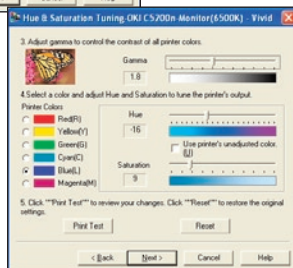 Hue & Saturation Tuning-OKI C5200n Monitor(6500K) - Vivid
3. Adjust gamma to control the contrast of all printer colors.
Gamma
1.8
4.Select a color and adjust Hue and Saturation to tune the printer's output.
Printer Colors
Red(R)
Yellow(Y)
Green(G)
Cyan(C)
Blue(L)
Magenta(M)
Hue
-16
Use printer's unadjusted color.
(U)
Saturation
9
5. Click ""Print Test"" to review your changes. Click ""Reset"" to restore the original
settings.
Print Test
Reset
< Back
Next >
Cancel
Help